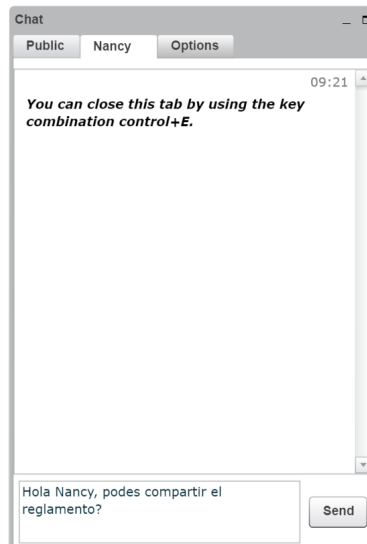 Chat
Public
Nancy
Options
09:21
You can close this tab by using the key
combination control+E.
Hola Nancy, podes compartir el
reglamento?
Send